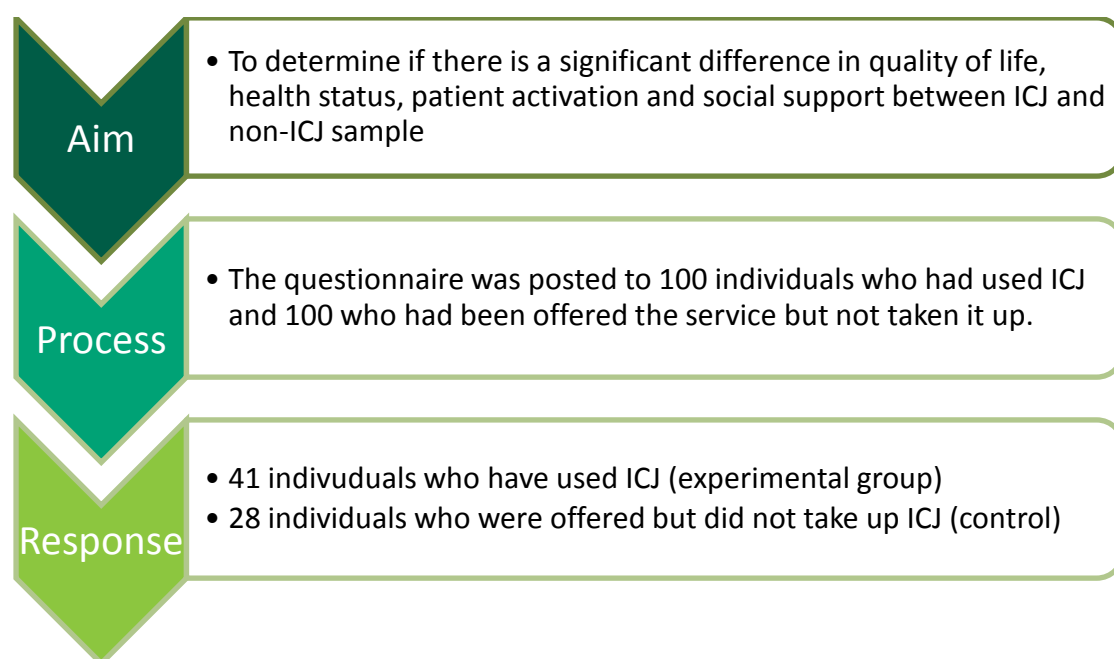 Aim
• To determine if there is a significant difference in quality of life,
health status, patient activation and social support between ICJ and
non-ICJ sample
Process
• The questionnaire was posted to 100 individuals who had used ICJ
and 100 who had been offered the service but not taken it up.
Response
• 41 indivuduals who have used ICJ (experimental group)
• 28 individuals who were offered but did not take up ICJ (control)